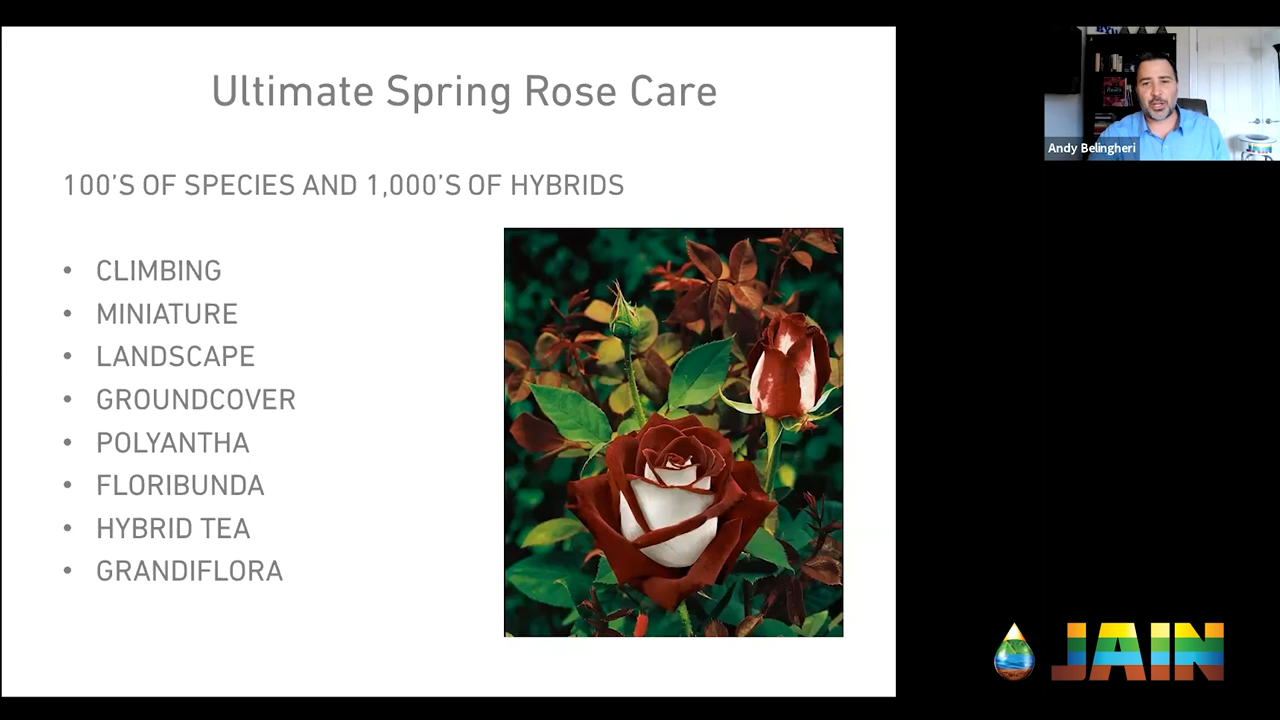 Ultimate Spring Rose Care
100'S OF SPECIES AND 1,000'S OF HYBRIDS
• CLIMBING
• MINIATURE
• LANDSCAPE
• GROUNDCOVER
• POLYANTHA
• FLORIBUNDA
• HYBRID TEA
• GRANDIFLORA
Andy Belingheri
JAIN